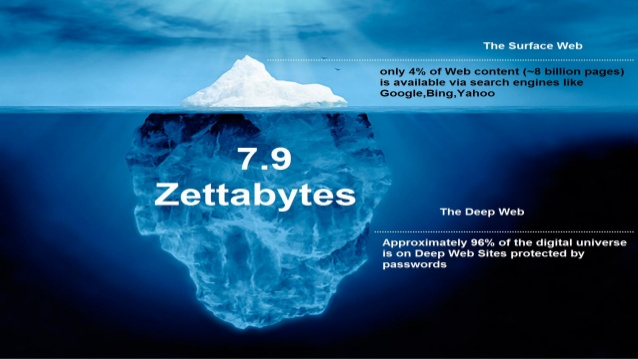 The Surface Web
only 4% of Web content (~8 billion pages)
is available via search engines like
Google,Bing,Yahoo
7.9
Zettabytes
The Deep Web
Approximately 96% of the digital universe
is on Deep Web Sites protected by
passwords